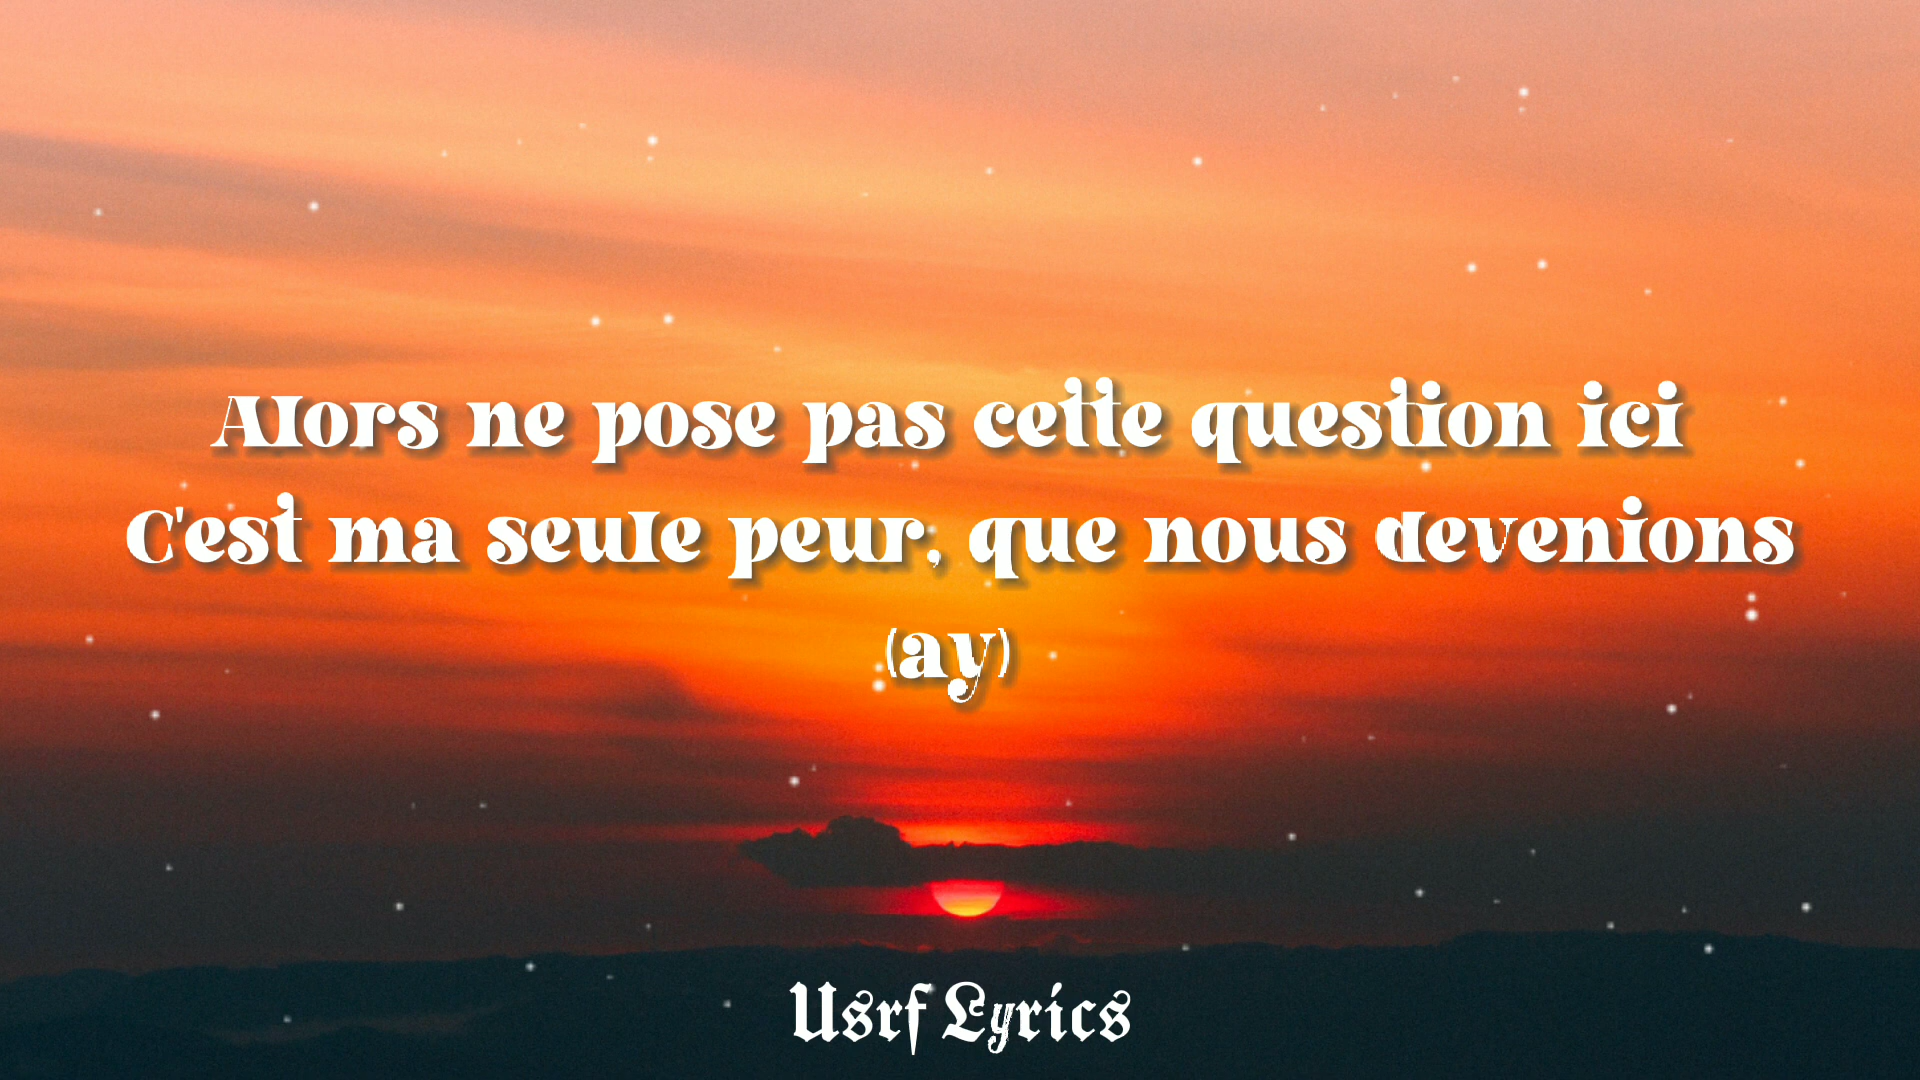 Alors ne pose pas cette question ici
C'est ma seule peur, que nous devenions
(ay)
Usrf Lyrics